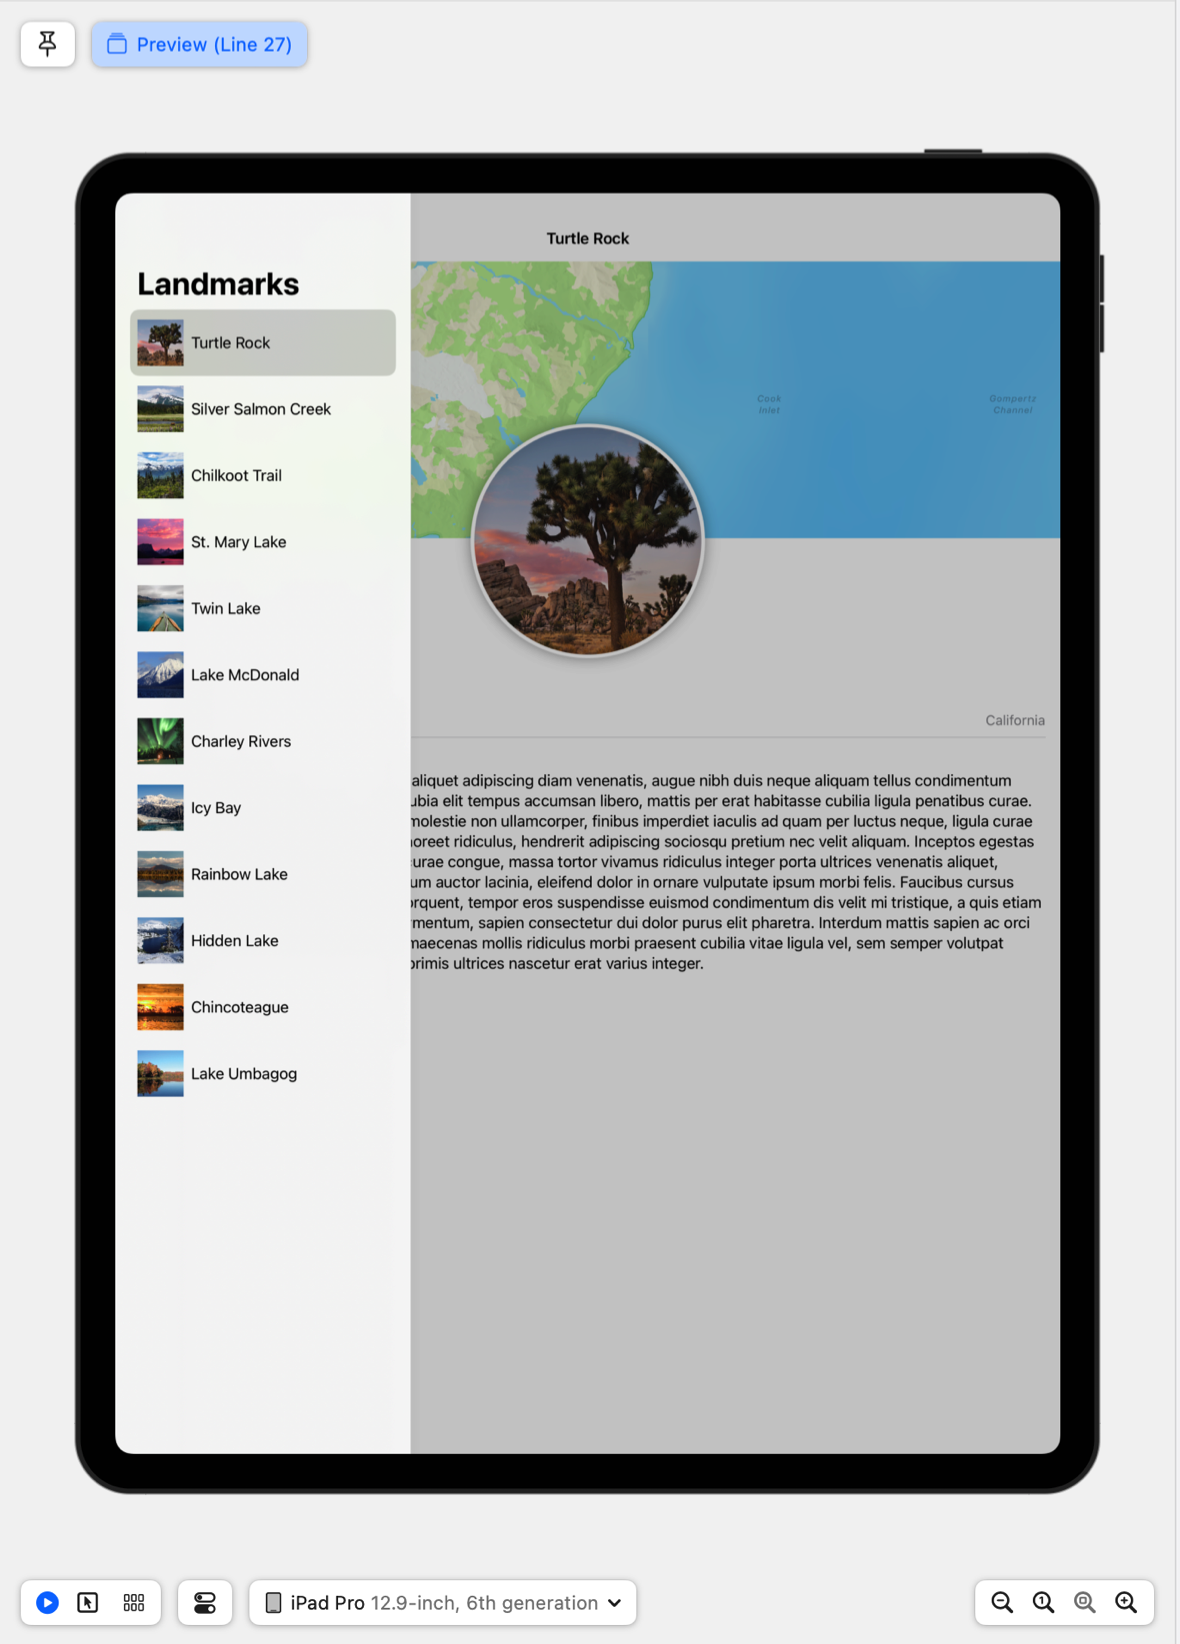 Preview (Line 27)
Turtle Rock
Landmarks
Turtle Rock
Silver Salmon Creek
Chilkoot Trail
St. Mary Lake
Twin Lake
Lake McDonald
Charley Rivers
Icy Bay
Rainbow Lake
Hidden Lake
Chincoteague
Lake Umbagog
Cook
Inlet
Gompertz
Channel
California
aliquet adipiscing diam venenatis, augue nibh duis neque aliquam tellus condimentum
ubia elit tempus accumsan libero, mattis per erat habitasse cubilia ligula penatibus curae.
molestie non ullamcorper, finibus imperdiet iaculis ad quam per luctus neque, ligula curae
oreet ridiculus, hendrerit adipiscing sociosqu pretium nec velit aliquam. Inceptos egestas
urae congue, massa tortor vivamus ridiculus integer porta ultrices venenatis aliquet,
um auctor lacinia, eleifend dolor in ornare vulputate ipsum morbi felis. Faucibus cursus
orquent, tempor eros suspendisse euismod condimentum dis velit mi tristique, a quis etiam
mentum, sapien consectetur dui dolor purus elit pharetra. Interdum mattis sapien ac orci
maecenas mollis ridiculus morbi praesent cubilia vitae ligula vel, sem semper volutpat
primis ultrices nascetur erat varius integer.
iPad Pro 12.9-inch, 6th generation